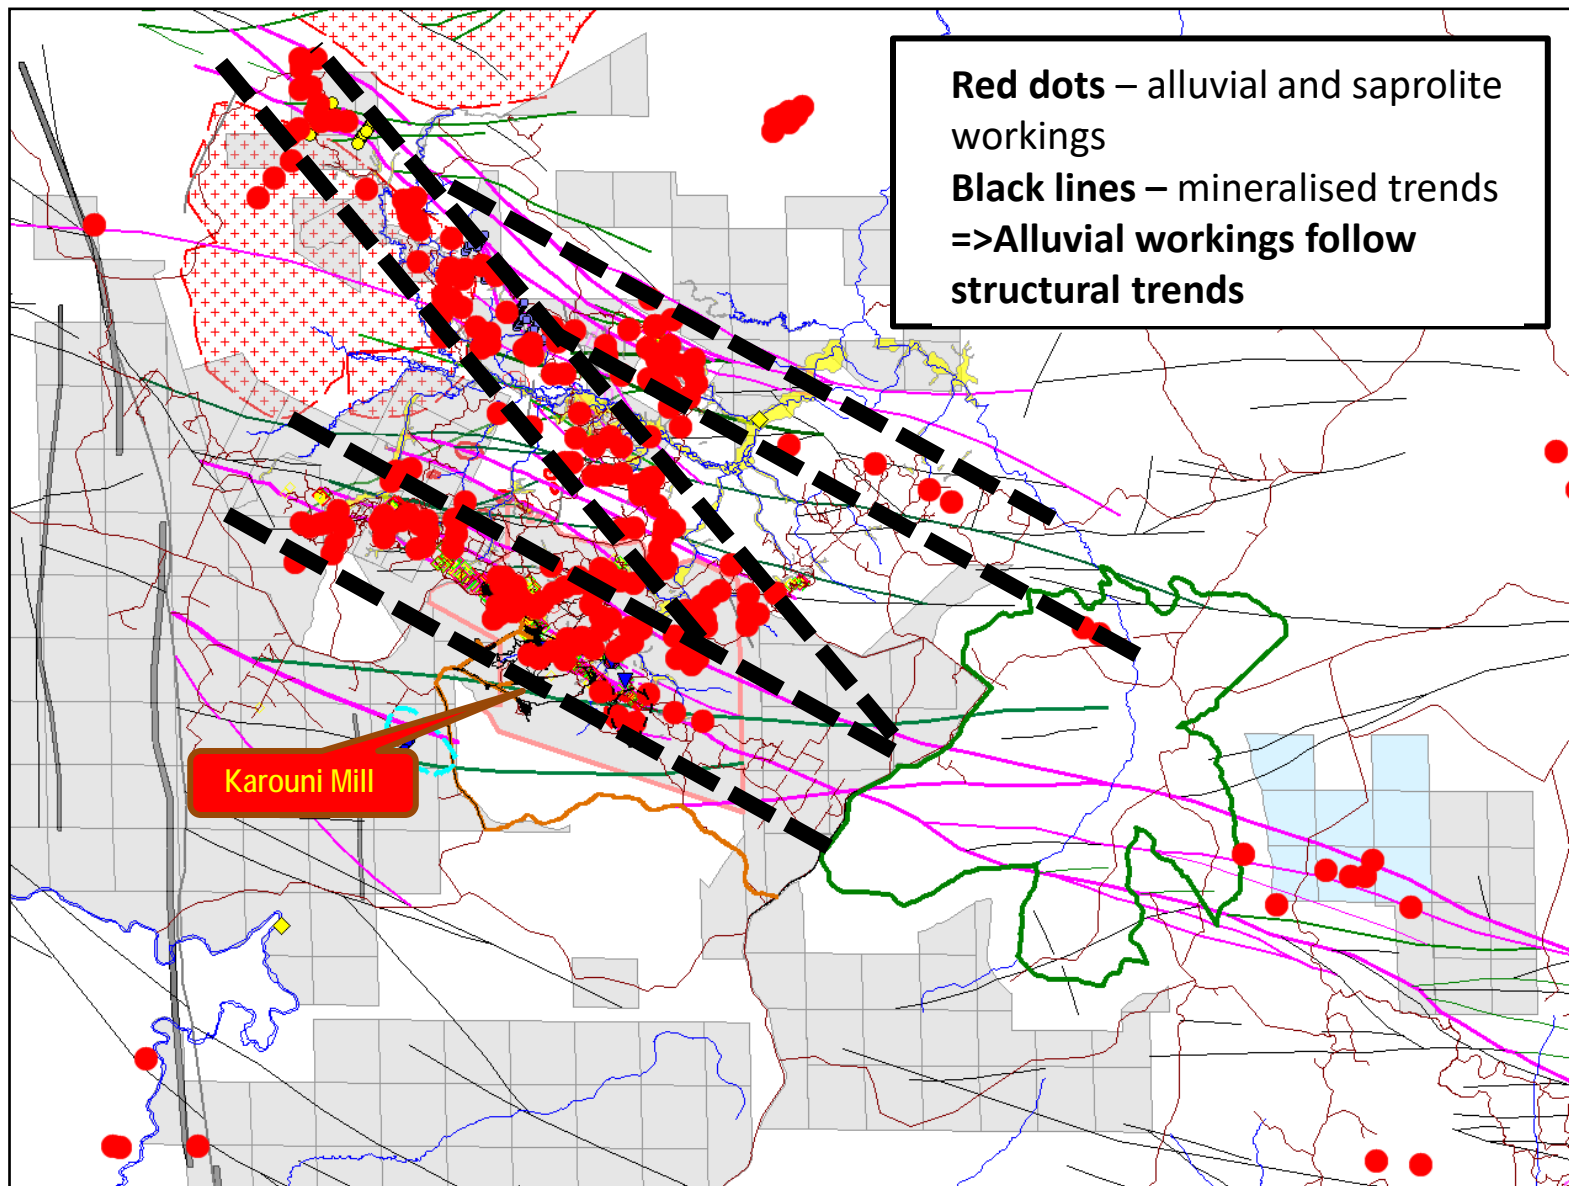 Red dots – alluvial and saprolite
workings
Black lines – mineralised trends
=>Alluvial workings follow
structural trends
Karouni Mill